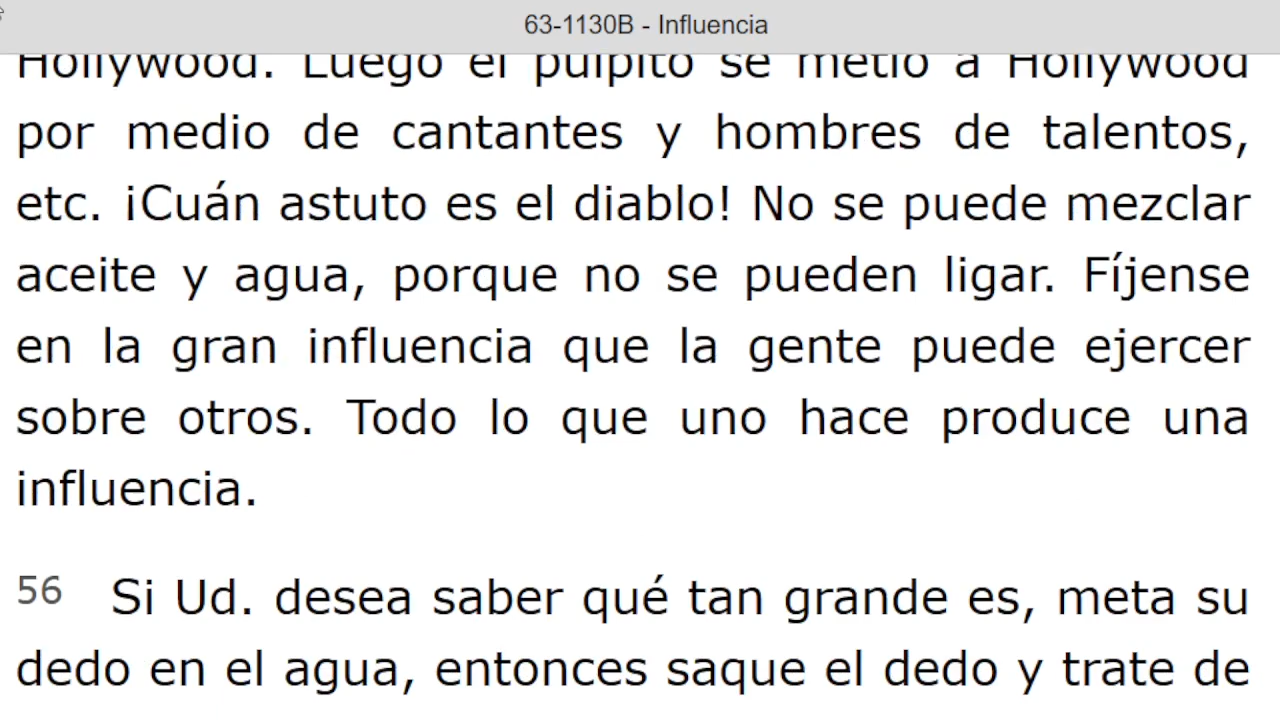 63-1130B - Influencia
Hollywood. Luego el púlpito se metió a Hollywood
por medio de cantantes y hombres de talentos,
etc. ¡Cuán astuto es el diablo! No se puede mezclar
aceite y agua, porque no se pueden ligar. Fíjense
en la gran influencia que la gente puede ejercer
sobre otros. Todo lo que uno hace produce una
influencia.
56 Si Ud. desea saber qué tan grande es, meta su
dedo en el agua, entonces saque el dedo y trate de